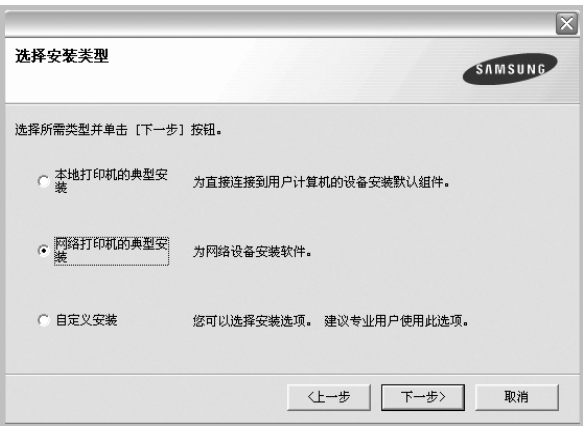 选择安装类型
SAMSUNG
选择所需类型并单击 [下一步] 按钮。
本地打印机的典型安
装
为直接连接到用户计算机的设备安装默认组件。
网络打印机的典型安
装
为网络设备安装软件。
自定义安装
您可以选择安装选项。 建议专业用户使用此选项。
<上一步
下一步>
取消